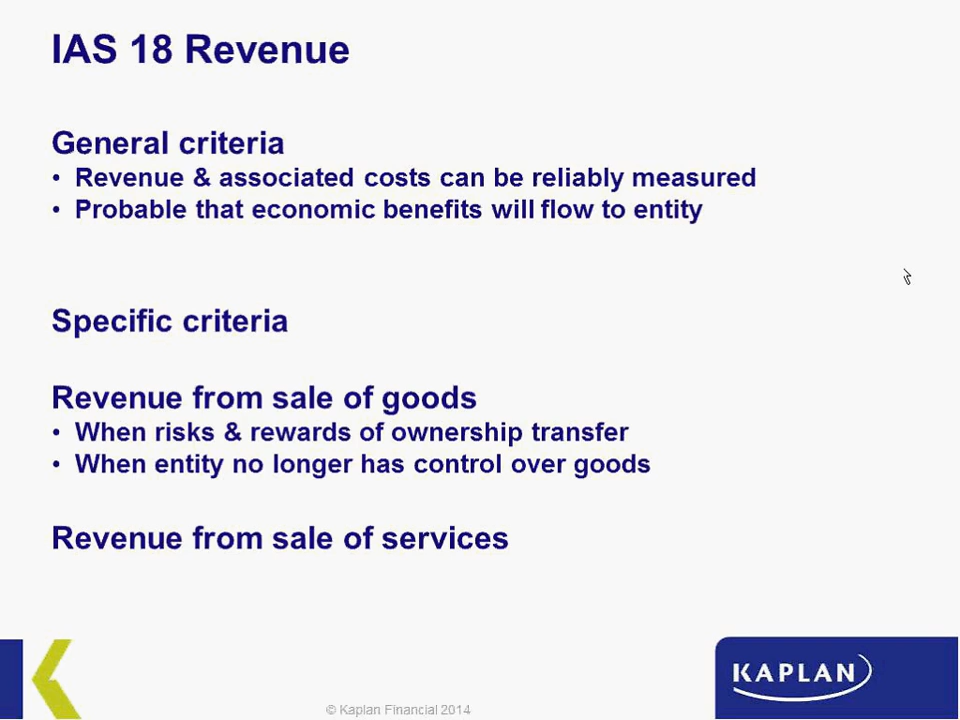 IAS 18 Revenue
General criteria
• Revenue & associated costs can be reliably measured
• Probable that economic benefits will flow to entity
Specific criteria
Revenue from sale of goods
• When risks & rewards of ownership transfer
• When entity no longer has control over goods
Revenue from sale of services
KAPLAN
© Kaplan Financial 2014